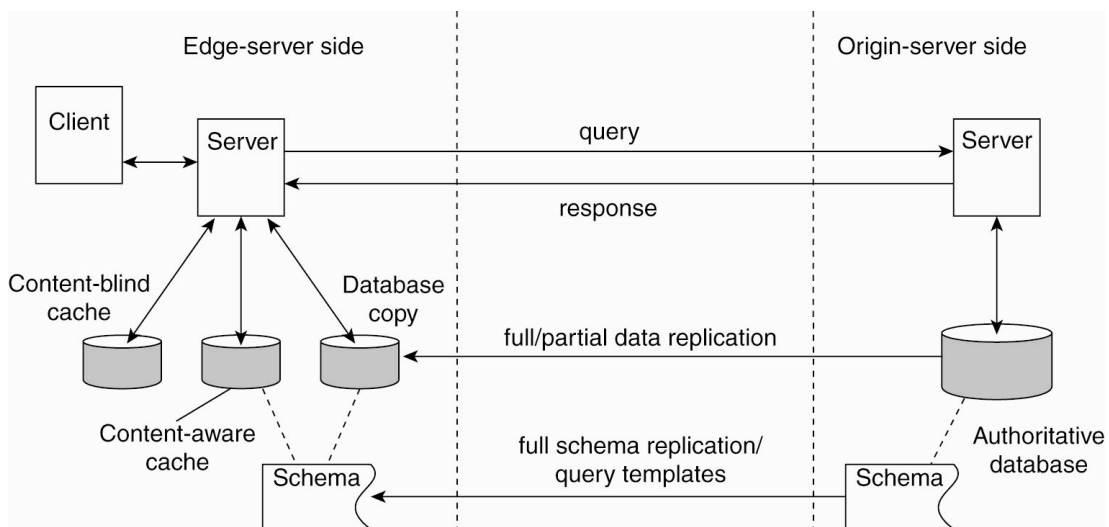 Edge-server side
Origin-server side
Client
Server
query
Server
response
Content-blind
cache
Database
copy
full/partial data replication
Content-aware
cache
full schema replication/
query templates
Authoritative
database
Schema
Schema